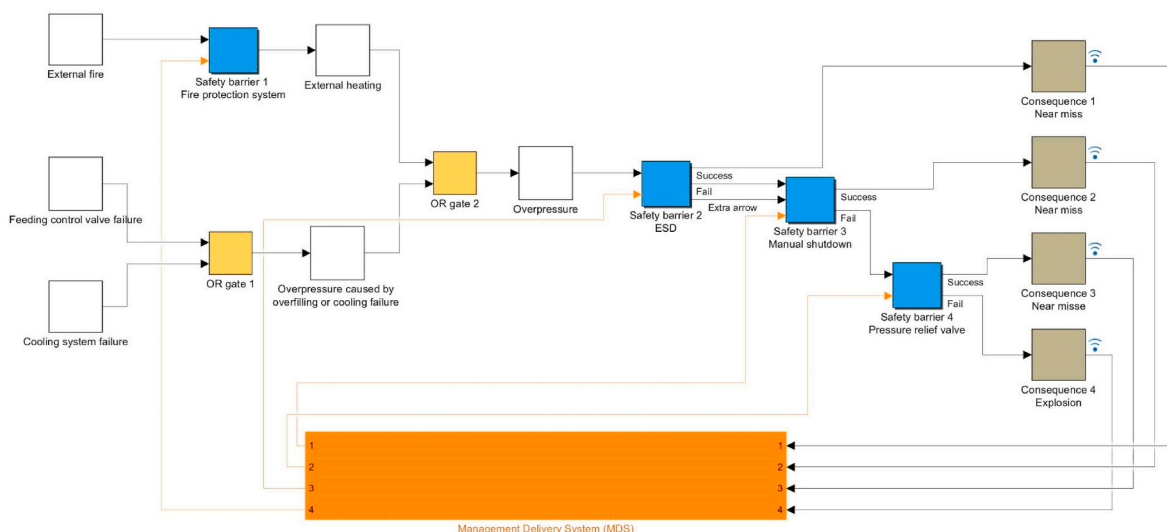 External fire
Safety barrier 1
Fire protection system
External heating
Consequence 1
Near miss
Feeding control valve failure
OR gate 2
Overpressure
Success
Fail
Extra arrow
Safety barrier 2
ESD
Success
Fail
Safety barrier 3
Manual shutdown
Consequence 2
Near miss
Cooling system failure
OR gate 1
Overpressure caused by
overfilling or cooling failure
Success
Fail
Safety barrier 4
Pressure relief valve
Consequence 3
Near misse
Consequence 4
Explosion
1
2
3
4
1
2
3
4
Management Delivery System (MDS)